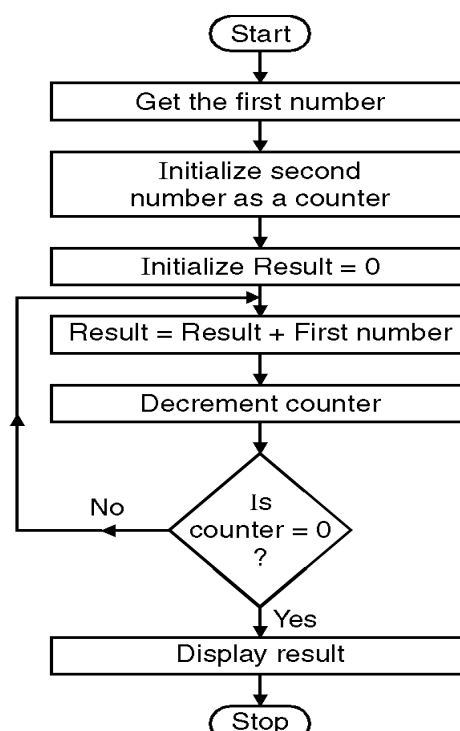 Start
Get the first number
Initialize second
number as a counter
Initialize Result = 0
Result = Result + First number
Decrement counter
Is
counter = 0
?
No
Yes
Display result
Stop